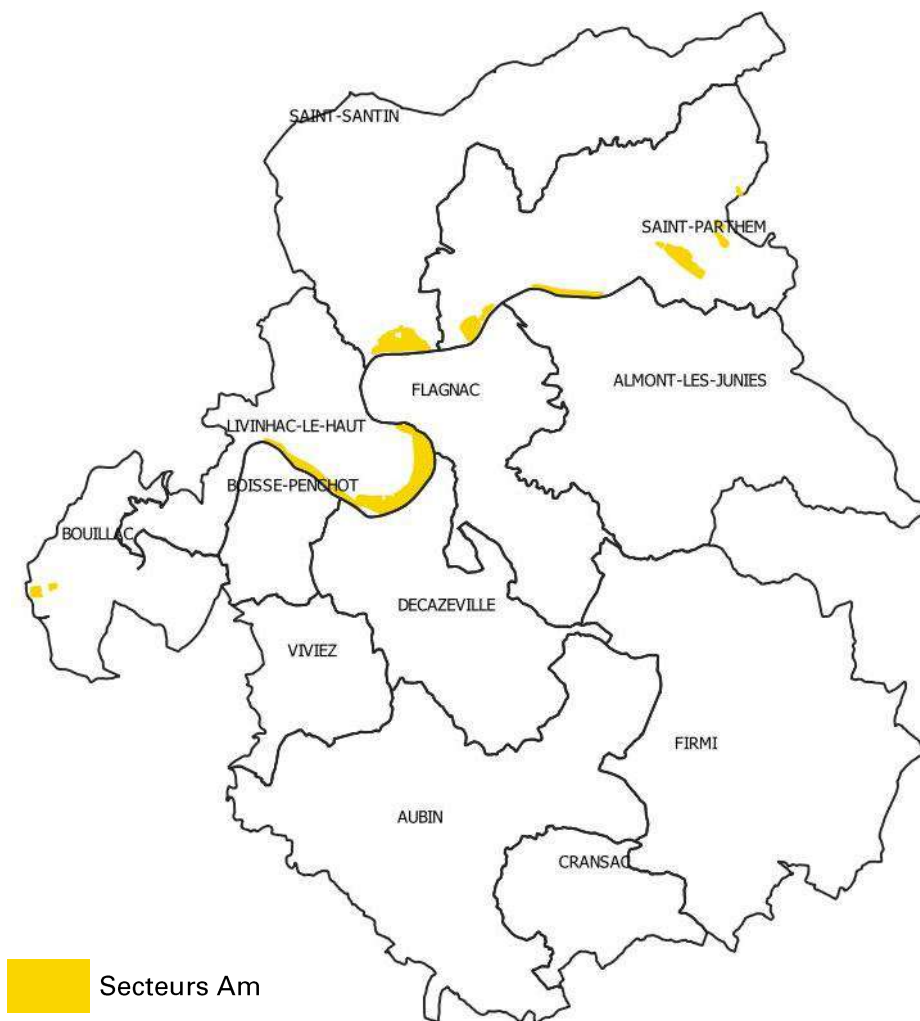 SAINT-SANTIN
SAINT-PARTHEM
ALMONT-LES-JUNIES
FLAGNAC
LIVINHAC-LE-HAUT
BOISSE-PENCHOT
BOUILLAC
DECAZEVILLE
VIVIEZ
FIRMI
AUBIN
CRANSAC
Secteurs Am